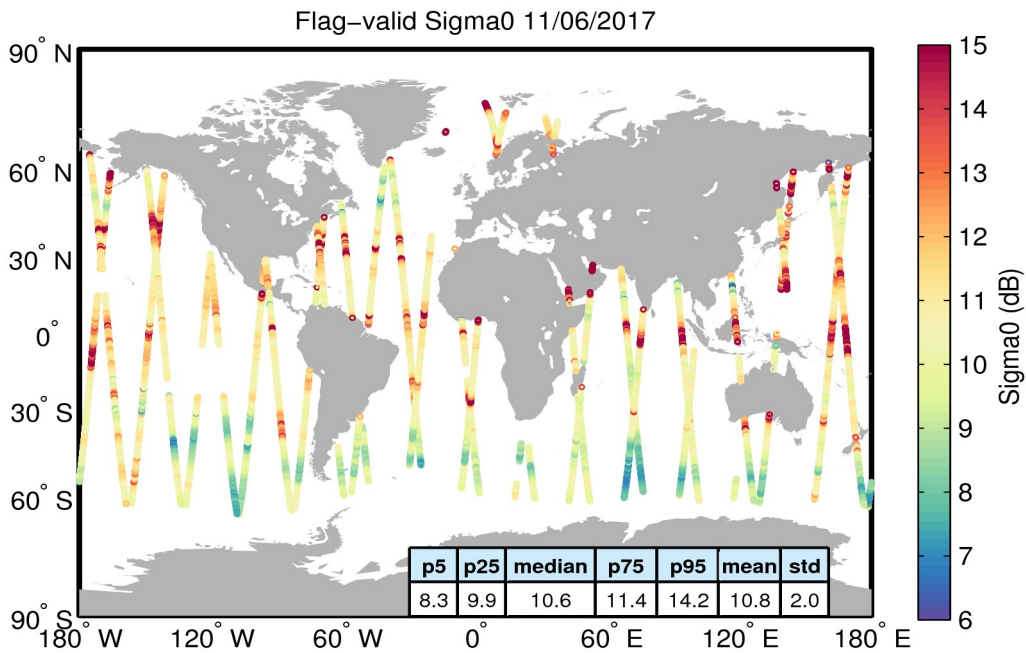 Flag−valid Sigma0 11/06/2017
90° N
60° N
30° N
0°
30° S
60° S
90° S
180° W
120° W
60° W
0°
60° E
120° E
180° E
p5 p25 median p75 p95 mean std
8.3 9.9 10.6 11.4 14.2 10.8 2.0
15
14
13
12
11
10
9
8
7
6
Sigma0 (dB)